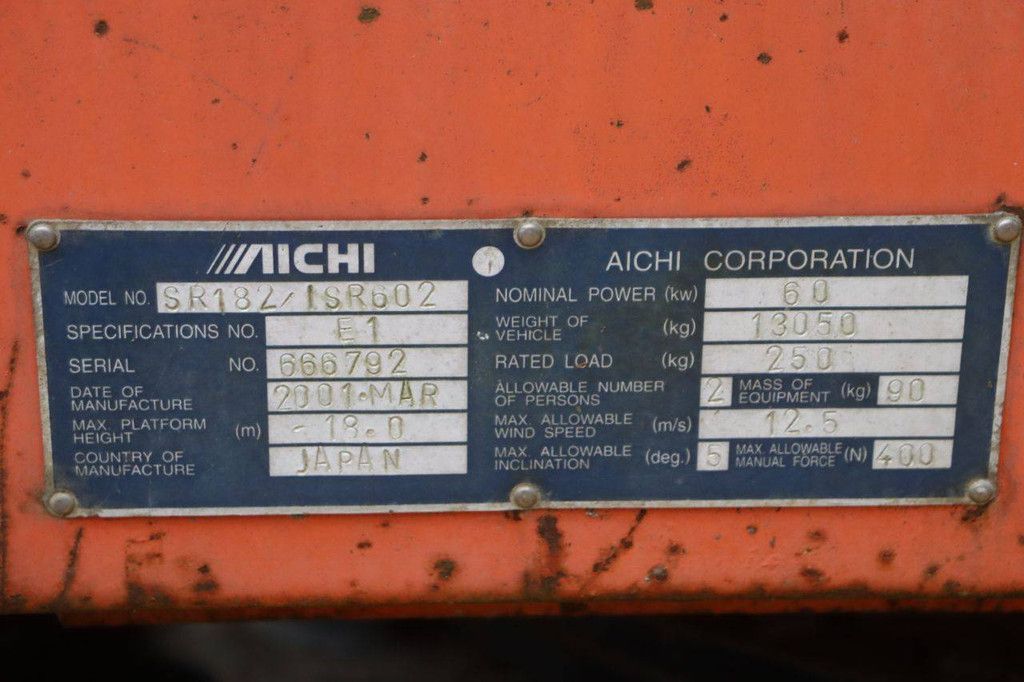 AICHI
MODEL NO. SR182/ISR602
SPECIFICATIONS NO. E1
SERIAL NO. 666792
DATE OF MANUFACTURE 2001·MAR
MAX. PLATFORM HEIGHT (m) - 18.0
COUNTRY OF MANUFACTURE JAPAN
AICHI CORPORATION
NOMINAL POWER (kw) 60
WEIGHT OF VEHICLE (kg) 13050
RATED LOAD (kg) 250
ALLOWABLE NUMBER OF PERSONS 2 MASS OF EQUIPMENT (kg) 90
MAX. ALLOWABLE WIND SPEED (m/s) 12.5
MAX. ALLOWABLE INCLINATION (deg.) 5 MAX. ALLOWABLE MANUAL FORCE (N) 400